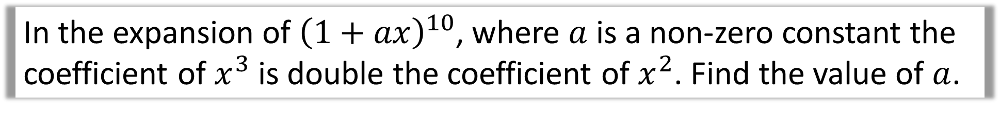 In the expansion of $(1 + ax)^{10}$, where $a$ is a non-zero constant the
coefficient of $x^3$ is double the coefficient of $x^2$. Find the value of $a$.